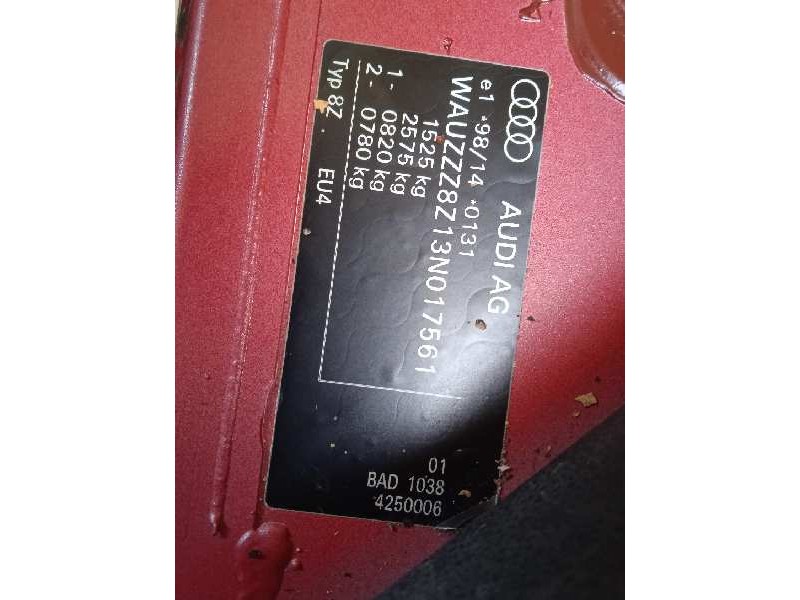 AUDI AG
e1 *98/14 *0131
WAUZZZ8Z13N017561
1525 kg
2575 kg
1- 0820 kg
2- 0780 kg
Typ 8Z EU4
01
BAD 1038
4250006